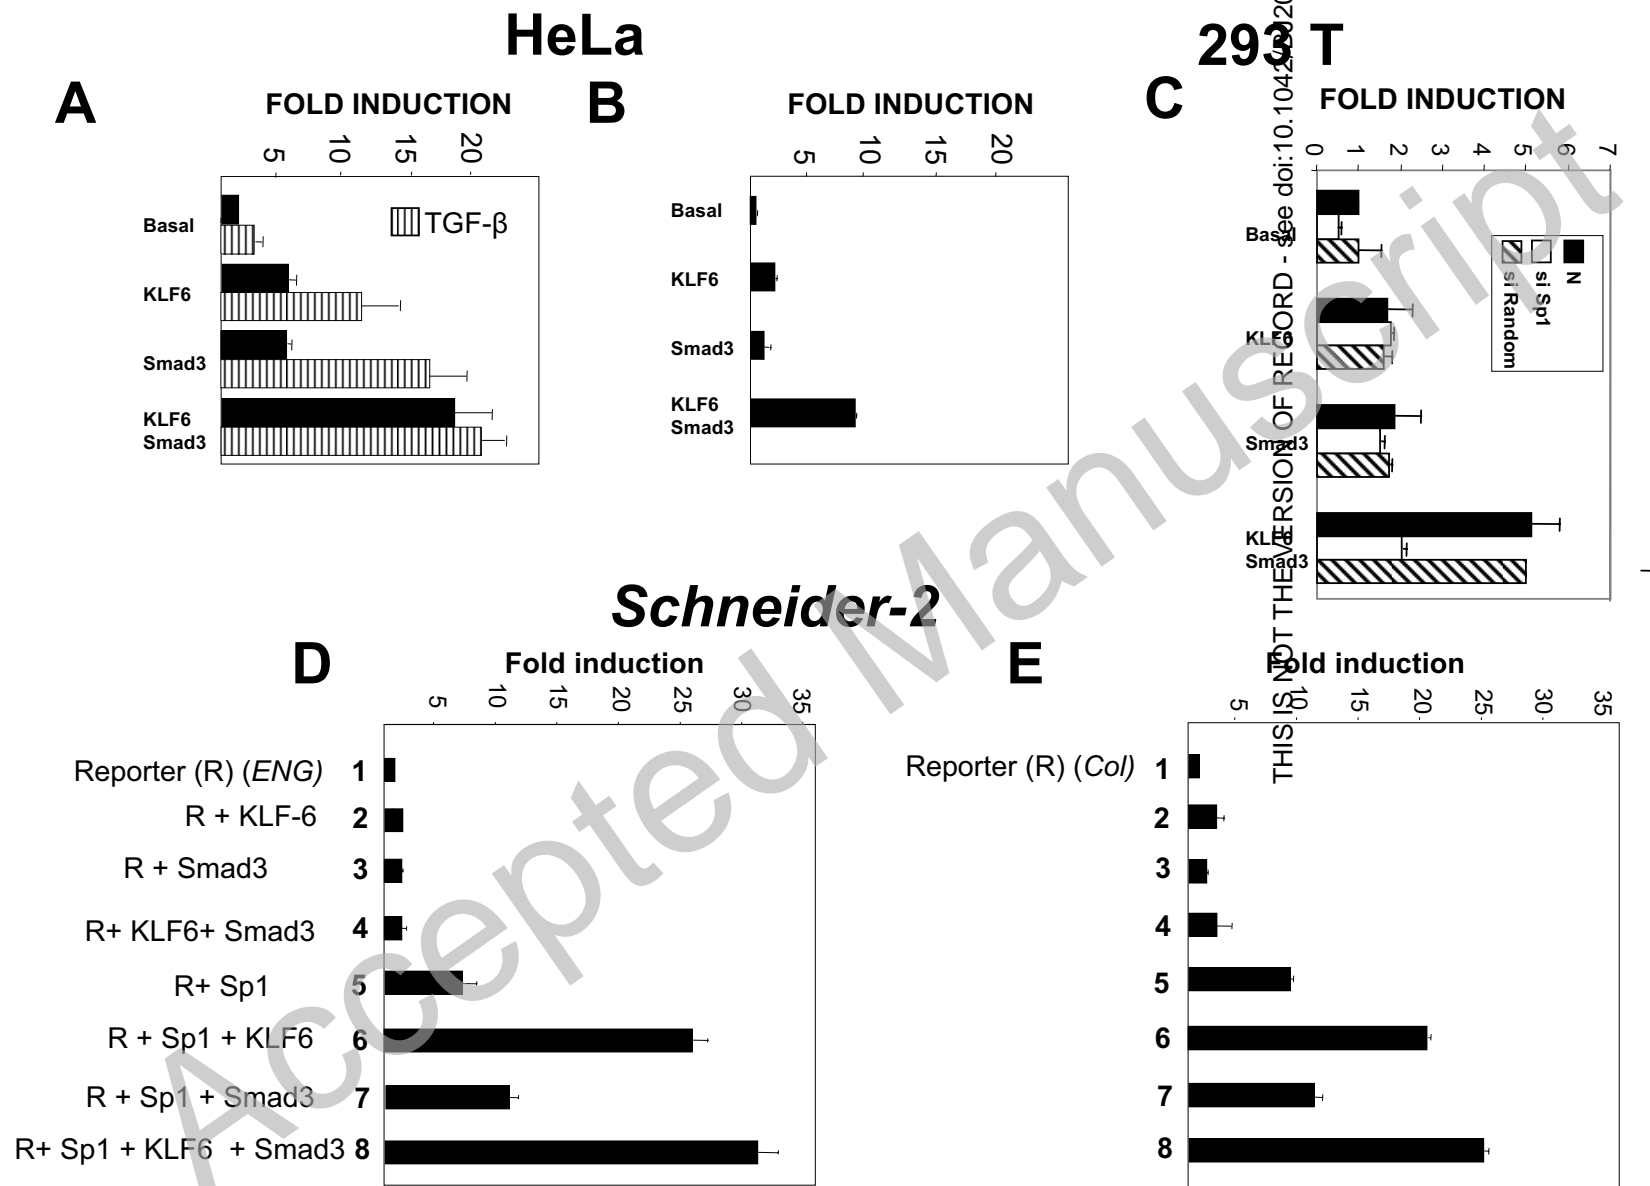 HeLa
293 T
A
FOLD INDUCTION
5
10
15
20
Basal
KLF6
Smad3
KLF6
Smad3
TGF-β
B
FOLD INDUCTION
5
10
15
20
Basal
KLF6
Smad3
KLF6
Smad3
C
FOLD INDUCTION
0
1
2
3
4
5
6
7
Basal
KLF6
Smad3
KLF6
Smad3
N
si Sp1
si Random
Schneider-2
D
Fold induction
5
10
15
20
25
30
35
Reporter (R) (ENG) 1
R + KLF-6 2
R + Smad3 3
R+ KLF6+ Smad3 4
R+ Sp1 5
R + Sp1 + KLF6 6
R + Sp1 + Smad3 7
R+ Sp1 + KLF6 + Smad3 8
E
Fold induction
5
10
15
20
25
30
35
Reporter (R) (Col) 1
2
3
4
5
6
7
8
THIS IS NOT THE VERSION OF RECORD - see doi:10.1042/BJ20
Accepted Manuscript